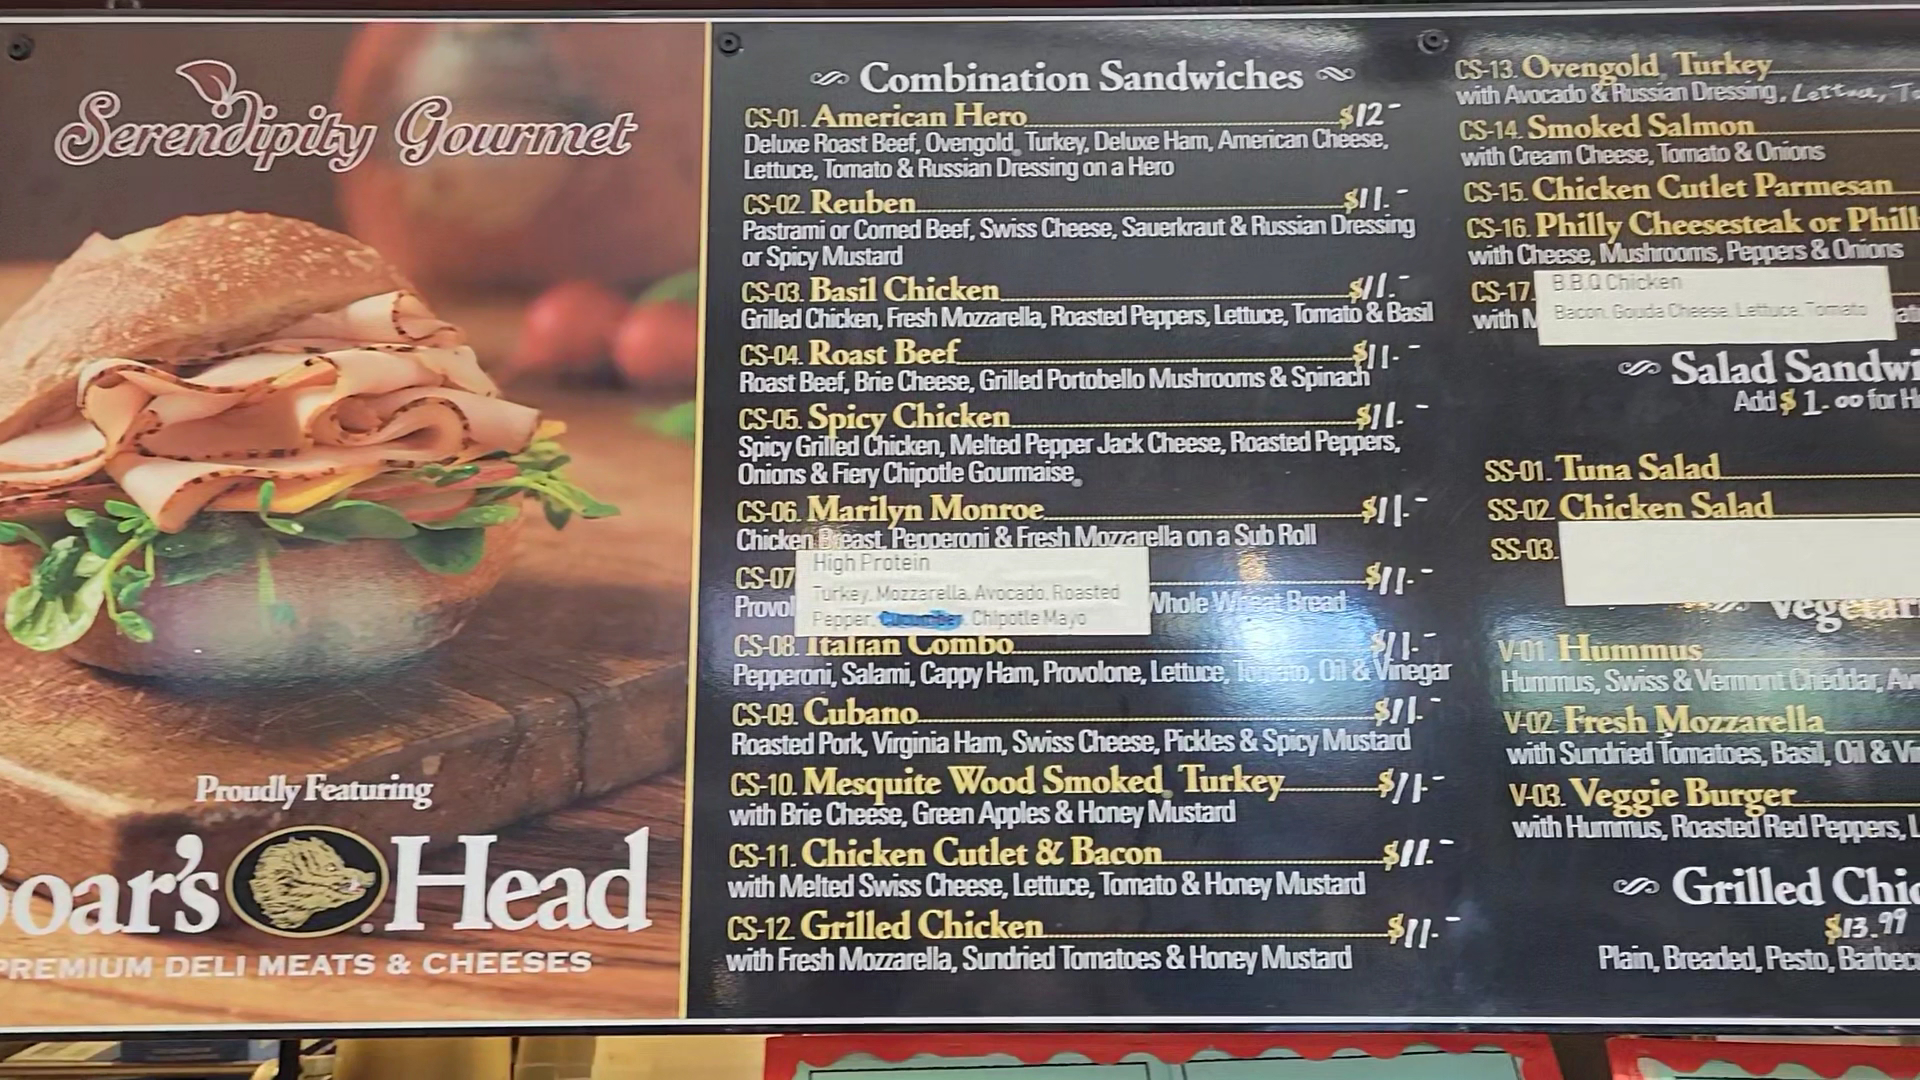 Serendipity Gourmet
Proudly Featuring
Boar's Head
PREMIUM DELI MEATS & CHEESES
Combination Sandwiches
CS-01. American Hero $12-
Deluxe Roast Beef, Ovengold, Turkey, Deluxe Ham, American Cheese,
Lettuce, Tomato & Russian Dressing on a Hero
CS-02. Reuben $11.-
Pastrami or Corned Beef, Swiss Cheese, Sauerkraut & Russian Dressing
or Spicy Mustard
CS-03. Basil Chicken $11.-
Grilled Chicken, Fresh Mozzarella, Roasted Peppers, Lettuce, Tomato & Basil
CS-04. Roast Beef $11.-
Roast Beef, Brie Cheese, Grilled Portobello Mushrooms & Spinach
CS-05. Spicy Chicken $11.-
Spicy Grilled Chicken, Melted Pepper Jack Cheese, Roasted Peppers,
Onions & Fiery Chipotle Gourmaise
CS-06. Marilyn Monroe $11.-
Chicken Breast, Pepperoni & Fresh Mozzarella on a Sub Roll
CS-07 High Protein $11.-
Turkey, Mozzarella, Avocado, Roasted
Pepper, Chipotle Mayo
Provol Whole Wheat Bread
CS-08. Italian Combo $11.-
Pepperoni, Salami, Cappy Ham, Provolone, Lettuce, Tomato, Oil & Vinegar
CS-09. Cubano $11.-
Roasted Pork, Virginia Ham, Swiss Cheese, Pickles & Spicy Mustard
CS-10. Mesquite Wood Smoked Turkey $11-
with Brie Cheese, Green Apples & Honey Mustard
CS-11. Chicken Cutlet & Bacon $11.-
with Melted Swiss Cheese, Lettuce, Tomato & Honey Mustard
CS-12. Grilled Chicken $11.-
with Fresh Mozzarella, Sundried Tomatoes & Honey Mustard
CS-13. Ovengold Turkey
with Avocado & Russian Dressing, Lettuce, To
CS-14. Smoked Salmon
with Cream Cheese, Tomato & Onions
CS-15. Chicken Cutlet Parmesan
CS-16. Philly Cheesesteak or Phill
with Cheese, Mushrooms, Peppers & Onions
CS-17. B.B.Q Chicken
Bacon, Gouda Cheese, Lettuce, Tomato
with M
Salad Sandwi
Add $1.00 for H
SS-01. Tuna Salad
SS-02. Chicken Salad
SS-03.
Vegetar
V-01. Hummus
Hummus, Swiss & Vermont Cheddar, Av
V-02. Fresh Mozzarella
with Sundried Tomatoes, Basil, Oil & Vi
V-03. Veggie Burger
with Hummus, Roasted Red Peppers, L
Grilled Chic
$13.99
Plain, Breaded, Pesto, Barbecu